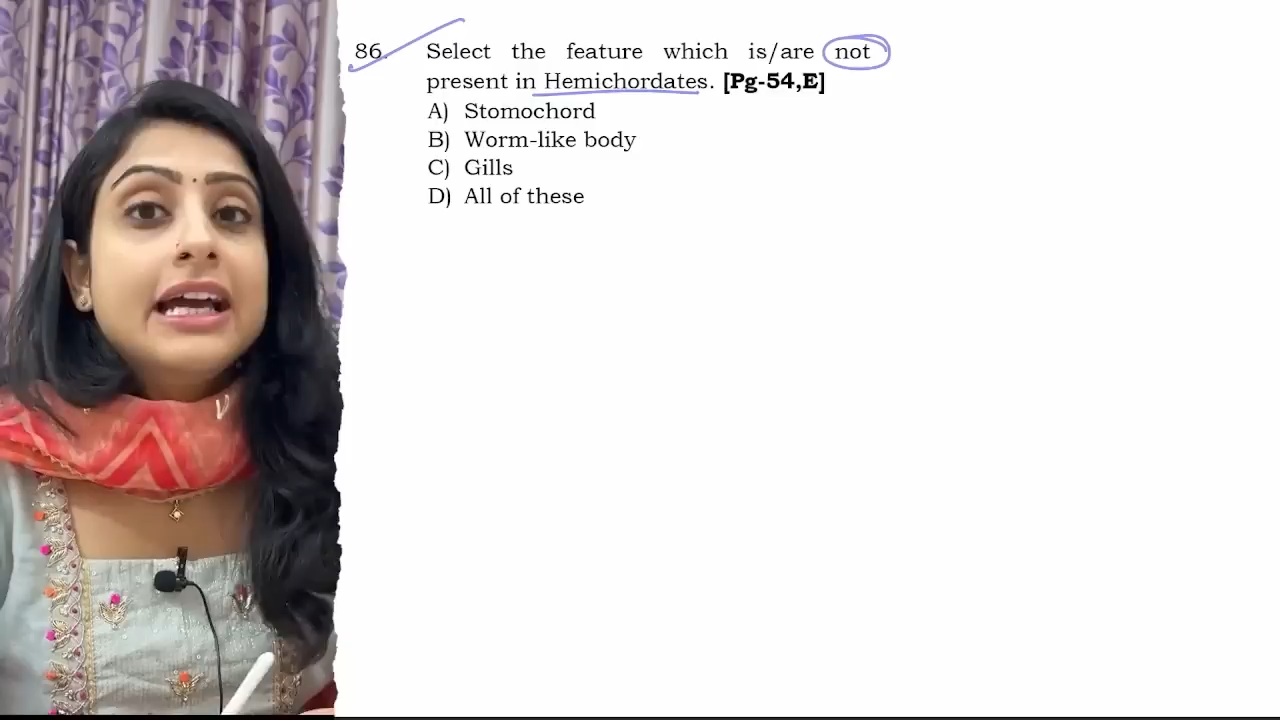 86. Select the feature which is/are not
present in Hemichordates. [Pg-54,E]
A) Stomochord
B) Worm-like body
C) Gills
D) All of these